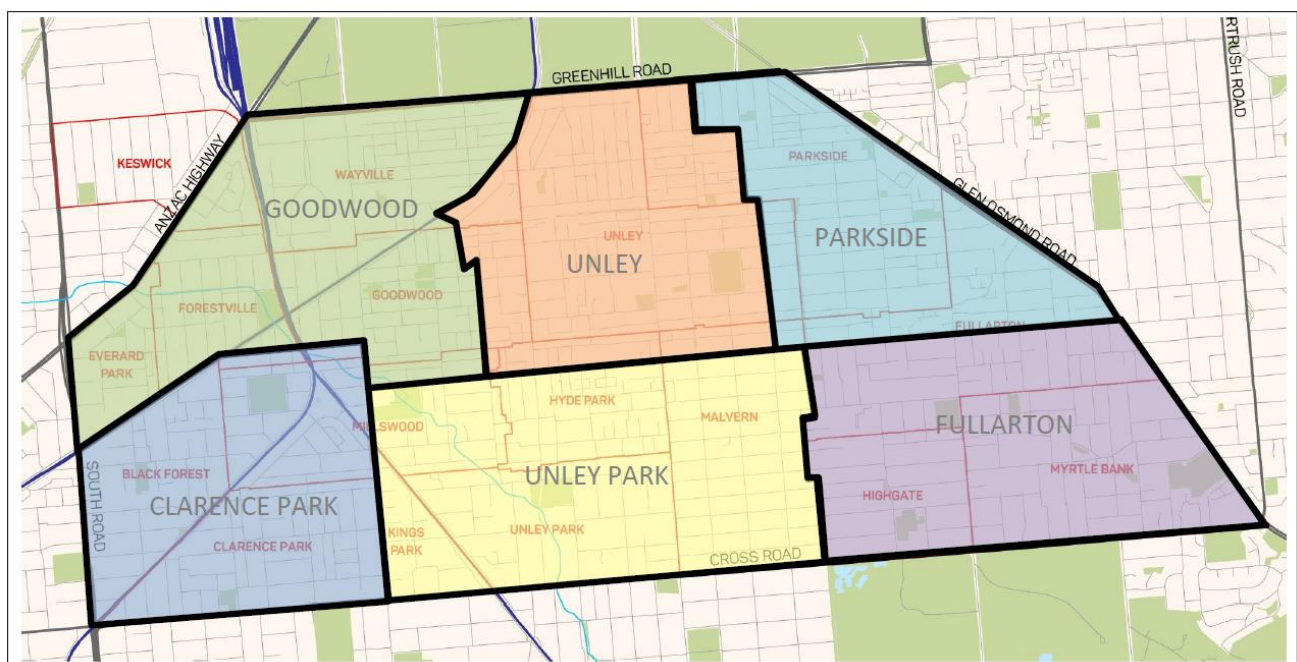 GREENHILL ROAD
RTRUSH ROAD
KESWICK
ANZAC HIGHWAY
WAYVILLE
GOODWOOD
PARKSIDE
GLEN OSMOND ROAD
UNLEY
UNLEY
PARKSIDE
FORESTVILLE
GOODWOOD
FULLARTON
EVERARD
PARK
HYDE PARK
MALVERN
MILLSWOOD
FULLARTON
BLACK FOREST
SOUTH ROAD
CLARENCE PARK
UNLEY PARK
MYRTLE BANK
HIGHGATE
KINGS
PARK
UNLEY PARK
CLARENCE PARK
CROSS ROAD